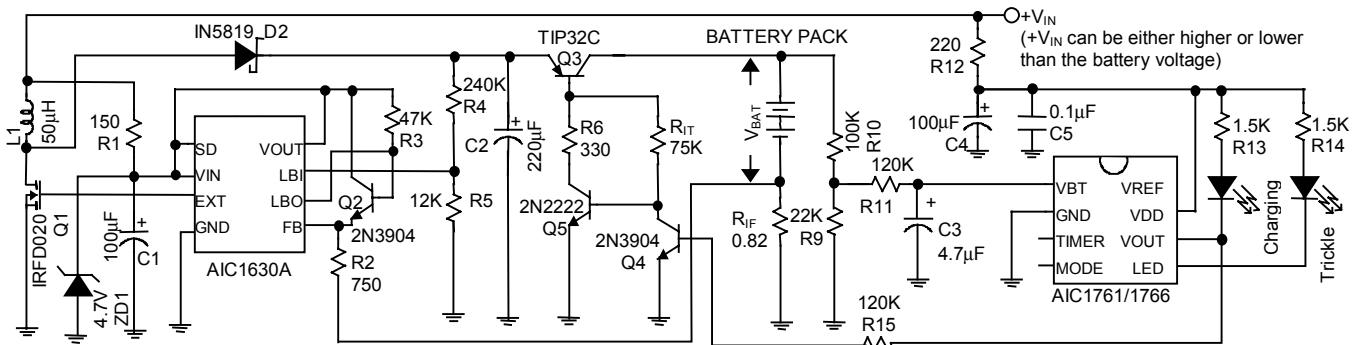 IN5819 D2
TIP32C
Q3
BATTERY PACK
+VIN
(+VIN can be either higher or lower
than the battery voltage)
220
R12
L1
50µH
150
R1
240K
R4
47K
R3
C2
220µF
R6
330
RIT
75K
VBAT
100K
R10
100µF
C4
0.1µF
C5
1.5K
R13
1.5K
R14
SD
VIN
EXT
GND
VOUT
LBI
LBO
FB
AIC1630A
IRFD020
Q1
100µF
C1
4.7V
ZD1
Q2
2N3904
R2
750
12K
R5
2N2222
Q5
2N3904
Q4
RIF
0.82
22K
R9
120K
R11
C3
4.7µF
VBT
GND
TIMER
MODE
VREF
VDD
VOUT
LED
AIC1761/1766
Charging
Trickle
120K
R15